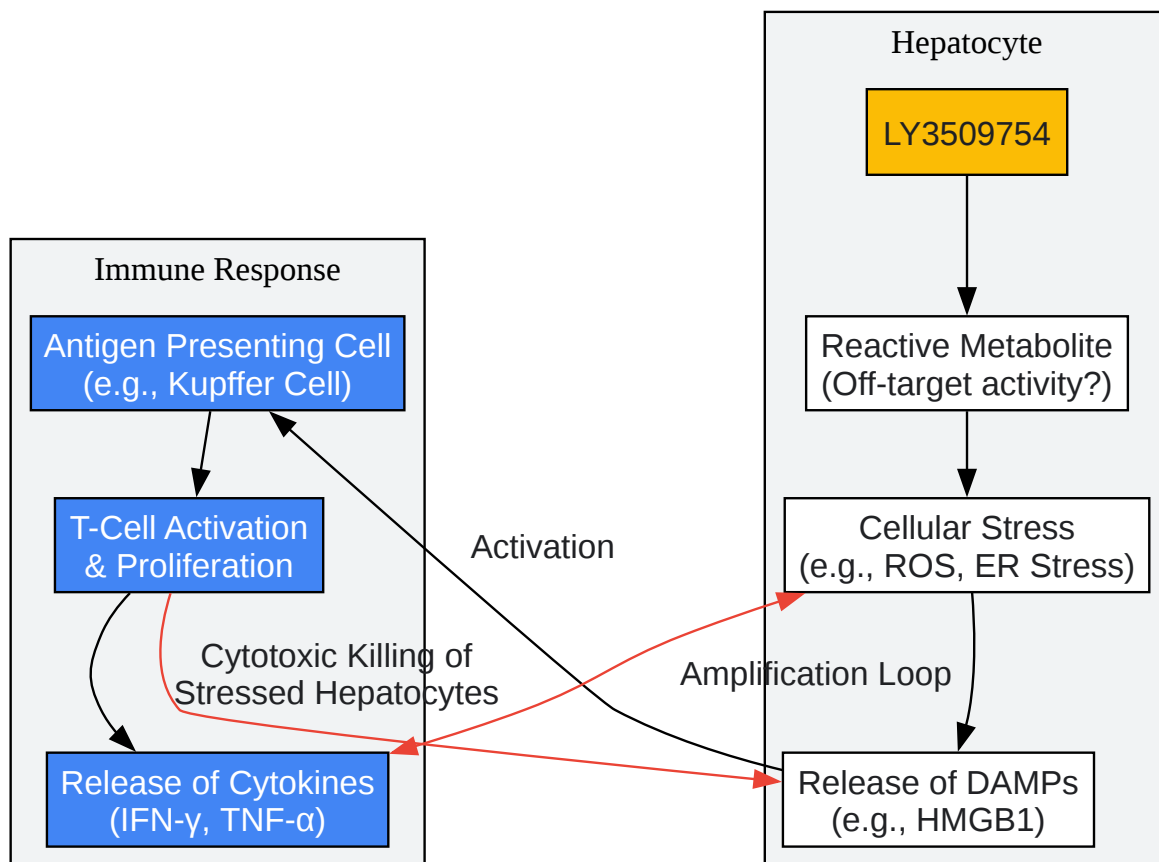 Hepatocyte
LY3509754
Immune Response
Antigen Presenting Cell
(e.g., Kupffer Cell)
Reactive Metabolite
(Off-target activity?)
T-Cell Activation
& Proliferation
Cellular Stress
(e.g., ROS, ER Stress)
Activation
Cytotoxic Killing of
Stressed Hepatocytes
Amplification Loop
Release of Cytokines
(IFN-γ, TNF-α)
Release of DAMPs
(e.g., HMGB1)